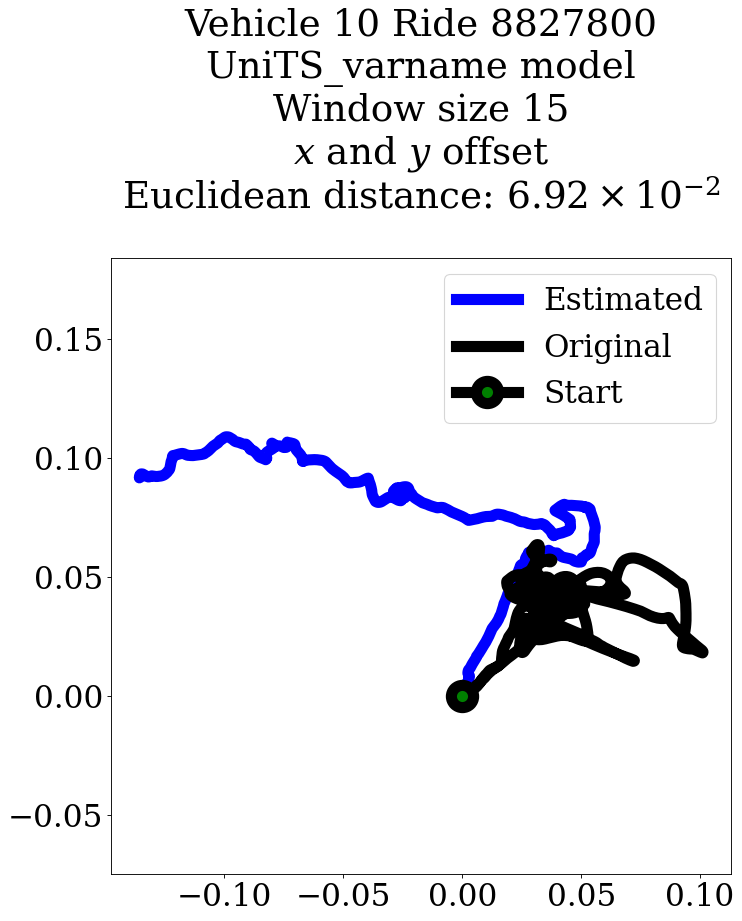 Vehicle 10 Ride 8827800
UniTS_varname model
Window size 15
x and y offset
Euclidean distance: 6.92 × 10⁻²
Estimated
Original
Start
0.15
0.10
0.05
0.00
−0.05
−0.10 −0.05 0.00 0.05 0.10